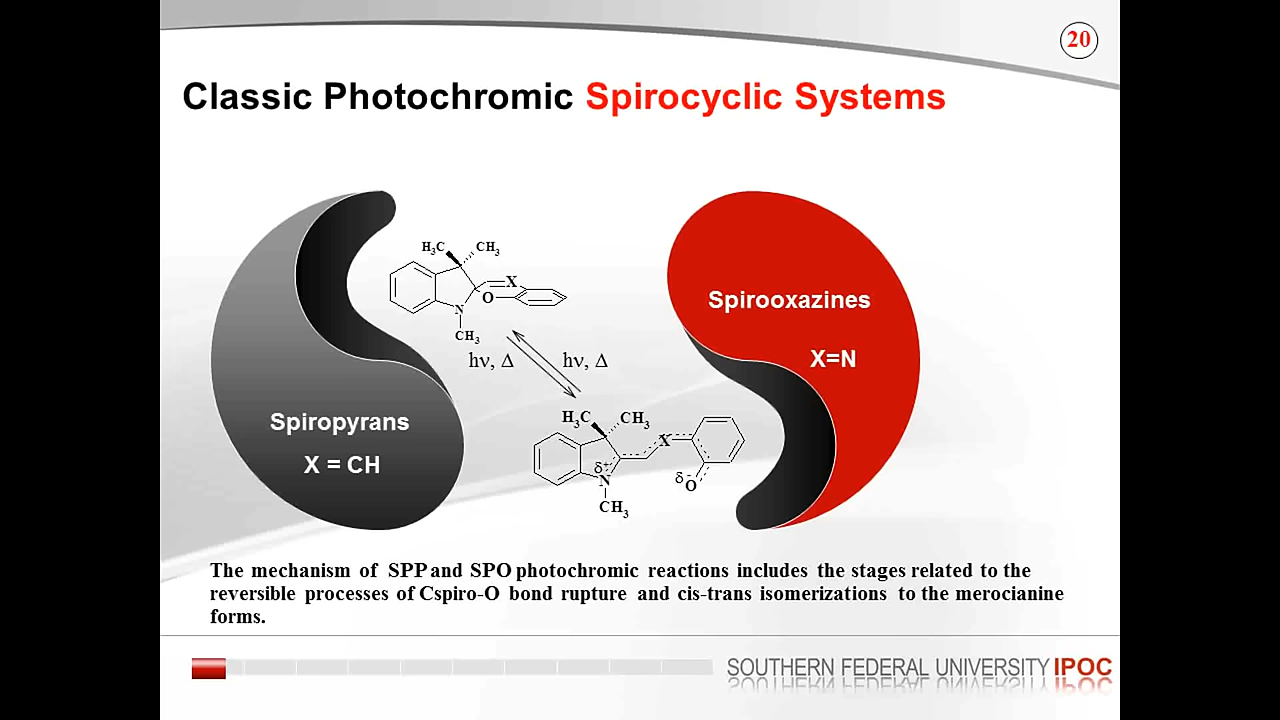 20
Classic Photochromic Spirocyclic Systems
H₃C CH₃
X
O
N
CH₃
hν, Δ hν, Δ
Spirooxazines
X=N
Spiropyrans
X = CH
H₃C CH₃
X
δ⁺
N
δ⁻
O
CH₃
The mechanism of SPP and SPO photochromic reactions includes the stages related to the
reversible processes of Cspiro-O bond rupture and cis-trans isomerizations to the merocianine
forms.
SOUTHERN FEDERAL UNIVERSITY IPOC